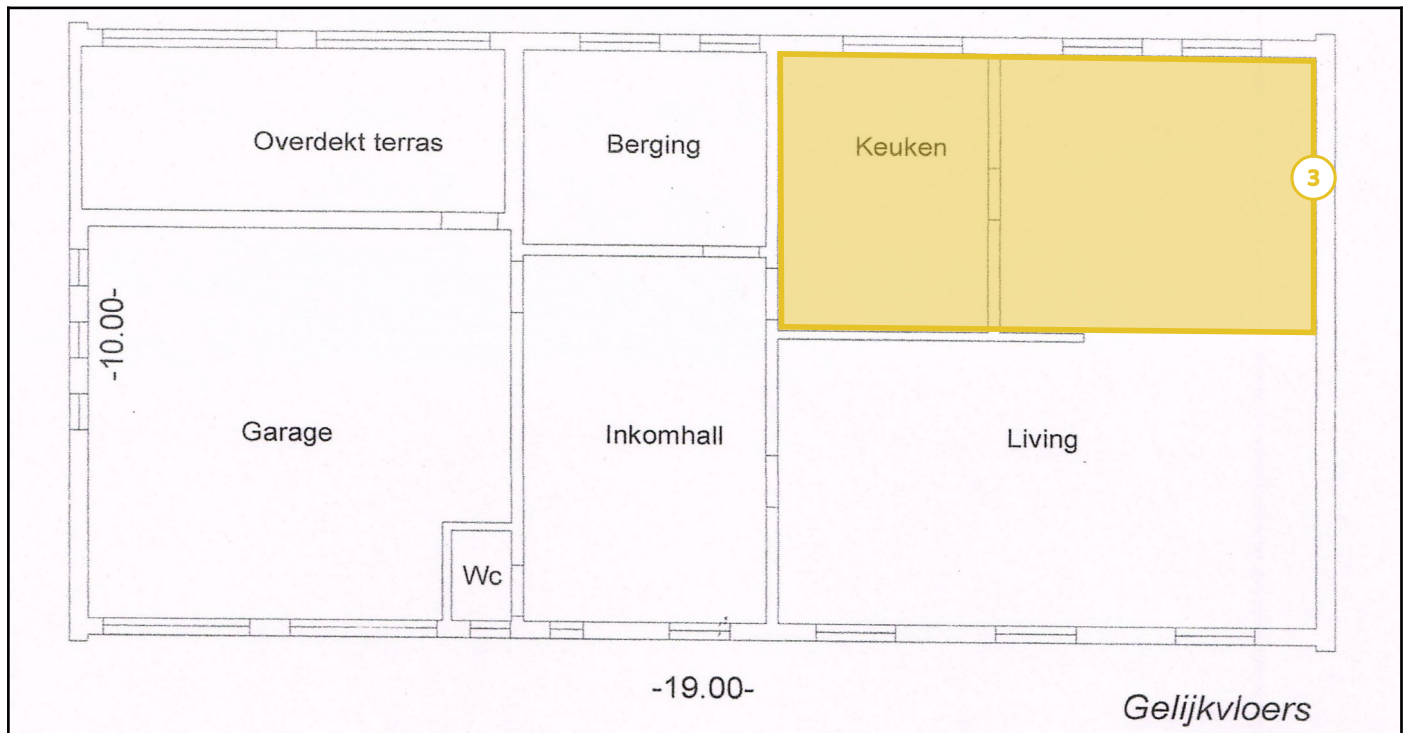 Overdekt terras
Berging
Keuken
3
-10.00-
Garage
Inkomhall
Living
Wc
-19.00-
Gelijkvloers